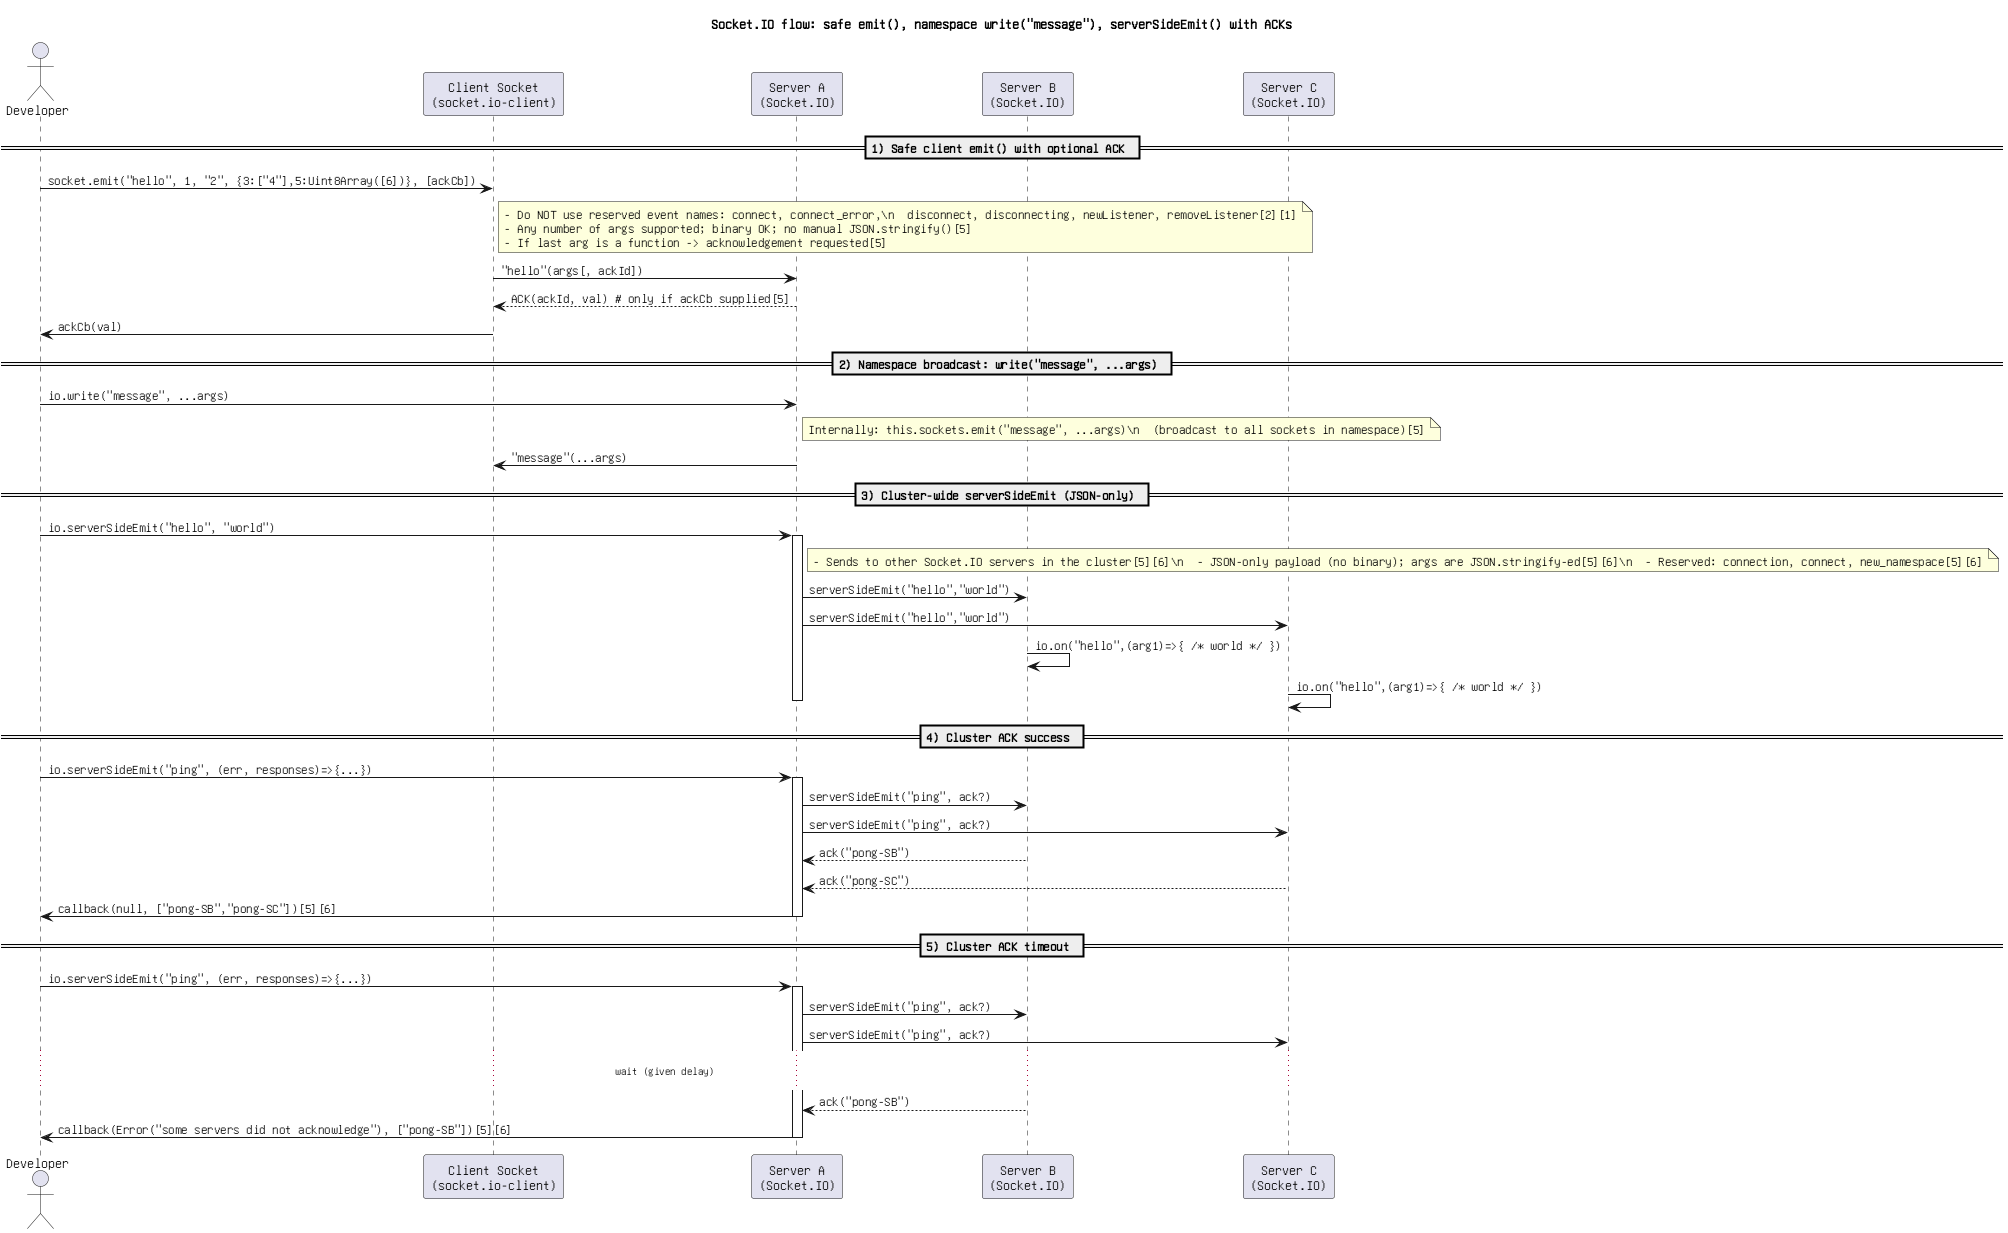 Socket.IO flow: safe emit(), namespace write("message"), serverSideEmit() with ACKs
Developer
Client Socket
(socket.io-client)
Server A
(Socket.IO)
Server B
(Socket.IO)
Server C
(Socket.IO)
1) Safe client emit() with optional ACK
socket.emit("hello", 1, "2", {3:["4"],5:Uint8Array([6])}, [ackCb])
- Do NOT use reserved event names: connect, connect_error,\n  disconnect, disconnecting, newListener, removeListener[2][1]
- Any number of args supported; binary OK; no manual JSON.stringify()[5]
- If last arg is a function -> acknowledgement requested[5]
"hello"(args[, ackId])
ACK(ackId, val) # only if ackCb supplied[5]
ackCb(val)
2) Namespace broadcast: write("message", ...args)
io.write("message", ...args)
Internally: this.sockets.emit("message", ...args)\n  (broadcast to all sockets in namespace)[5]
"message"(...args)
3) Cluster-wide serverSideEmit (JSON-only)
io.serverSideEmit("hello", "world")
- Sends to other Socket.IO servers in the cluster[5][6]\n  - JSON-only payload (no binary); args are JSON.stringify-ed[5][6]\n  - Reserved: connection, connect, new_namespace[5][6]
serverSideEmit("hello","world")
serverSideEmit("hello","world")
io.on("hello",(arg1)=>{ /* world */ })
io.on("hello",(arg1)=>{ /* world */ })
4) Cluster ACK success
io.serverSideEmit("ping", (err, responses)=>{...})
serverSideEmit("ping", ack?)
serverSideEmit("ping", ack?)
ack("pong-SB")
ack("pong-SC")
callback(null, ["pong-SB","pong-SC"])[5][6]
5) Cluster ACK timeout
io.serverSideEmit("ping", (err, responses)=>{...})
serverSideEmit("ping", ack?)
serverSideEmit("ping", ack?)
wait (given delay)
ack("pong-SB")
callback(Error("some servers did not acknowledge"), ["pong-SB"])[5][6]
Developer
Client Socket
(socket.io-client)
Server A
(Socket.IO)
Server B
(Socket.IO)
Server C
(Socket.IO)